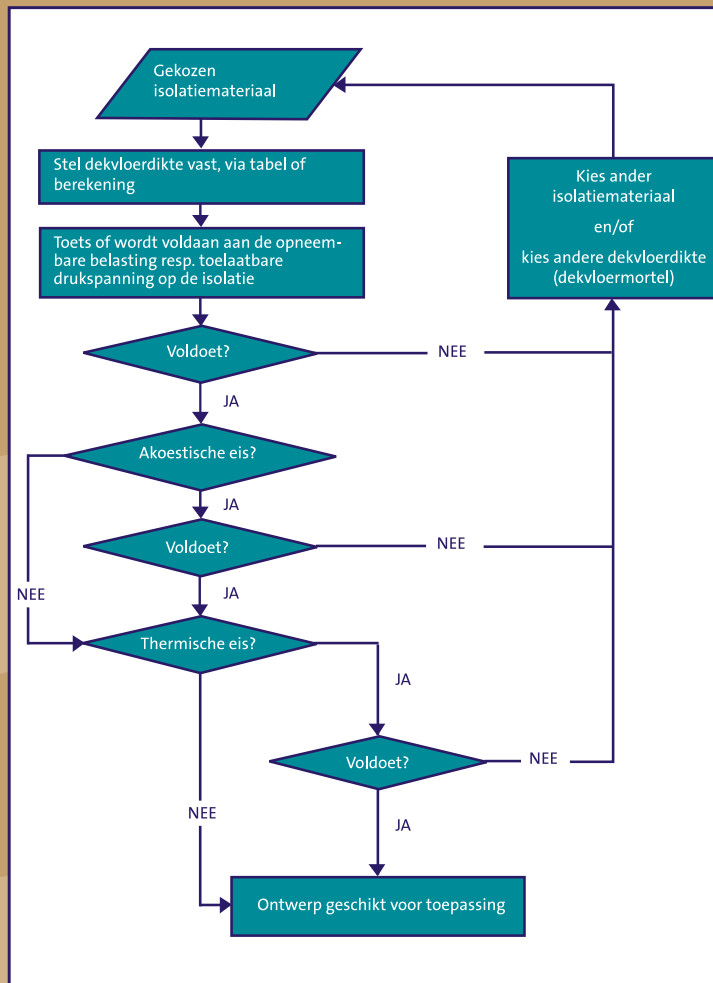 Gekozen
isolatiemateriaal
Stel dekvloerdikte vast, via tabel of
berekening
Toets of wordt voldaan aan de opneem-
bare belasting resp. toelaatbare
drukspanning op de isolatie
Kies ander
isolatiemateriaal
en/of
kies andere dekvloerdikte
(dekvloermortel)
Voldoet?
NEE
JA
Akoestische eis?
JA
Voldoet?
NEE
JA
NEE
Thermische eis?
JA
Voldoet?
NEE
NEE
JA
Ontwerp geschikt voor toepassing